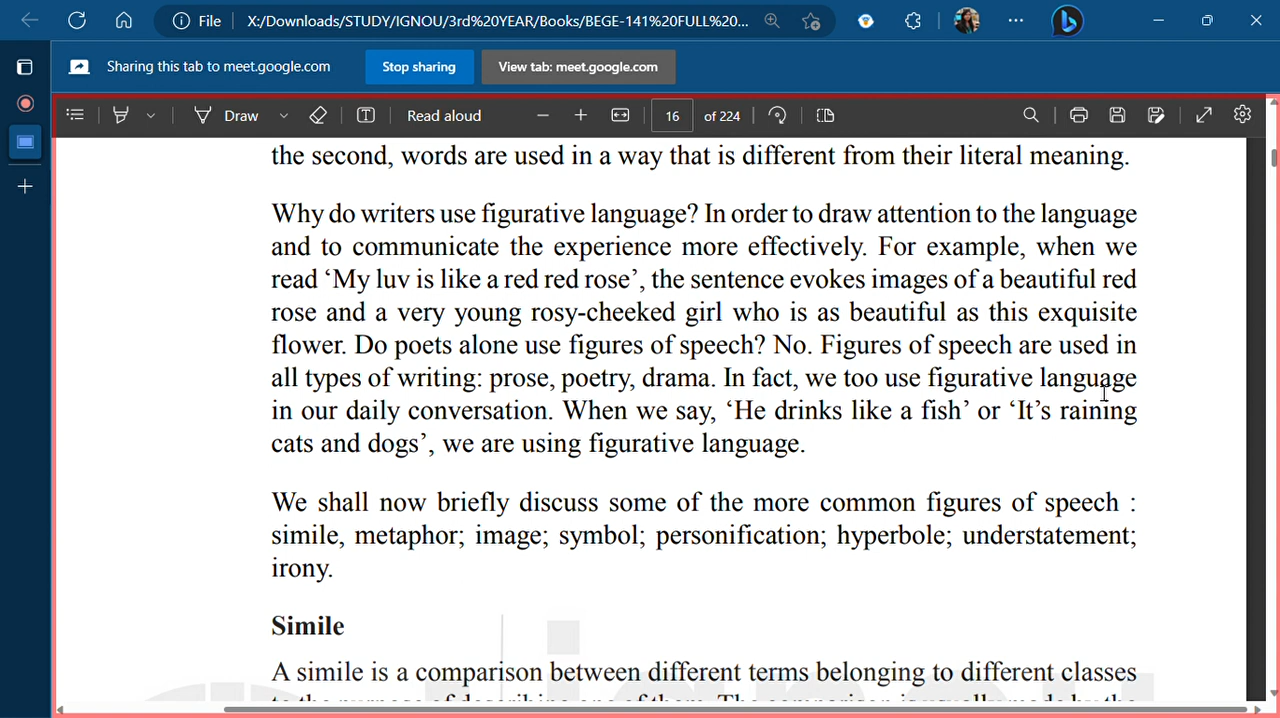 File X:/Downloads/STUDY/IGNOU/3rd%20YEAR/Books/BEGE-141%20FULL%20...
Sharing this tab to meet.google.com Stop sharing View tab: meet.google.com
Draw Read aloud 16 of 224
the second, words are used in a way that is different from their literal meaning.
Why do writers use figurative language? In order to draw attention to the language
and to communicate the experience more effectively. For example, when we
read ‘My luv is like a red red rose’, the sentence evokes images of a beautiful red
rose and a very young rosy-cheeked girl who is as beautiful as this exquisite
flower. Do poets alone use figures of speech? No. Figures of speech are used in
all types of writing: prose, poetry, drama. In fact, we too use figurative language
in our daily conversation. When we say, ‘He drinks like a fish’ or ‘It’s raining
cats and dogs’, we are using figurative language.
We shall now briefly discuss some of the more common figures of speech :
simile, metaphor; image; symbol; personification; hyperbole; understatement;
irony.
Simile
A simile is a comparison between different terms belonging to different classes